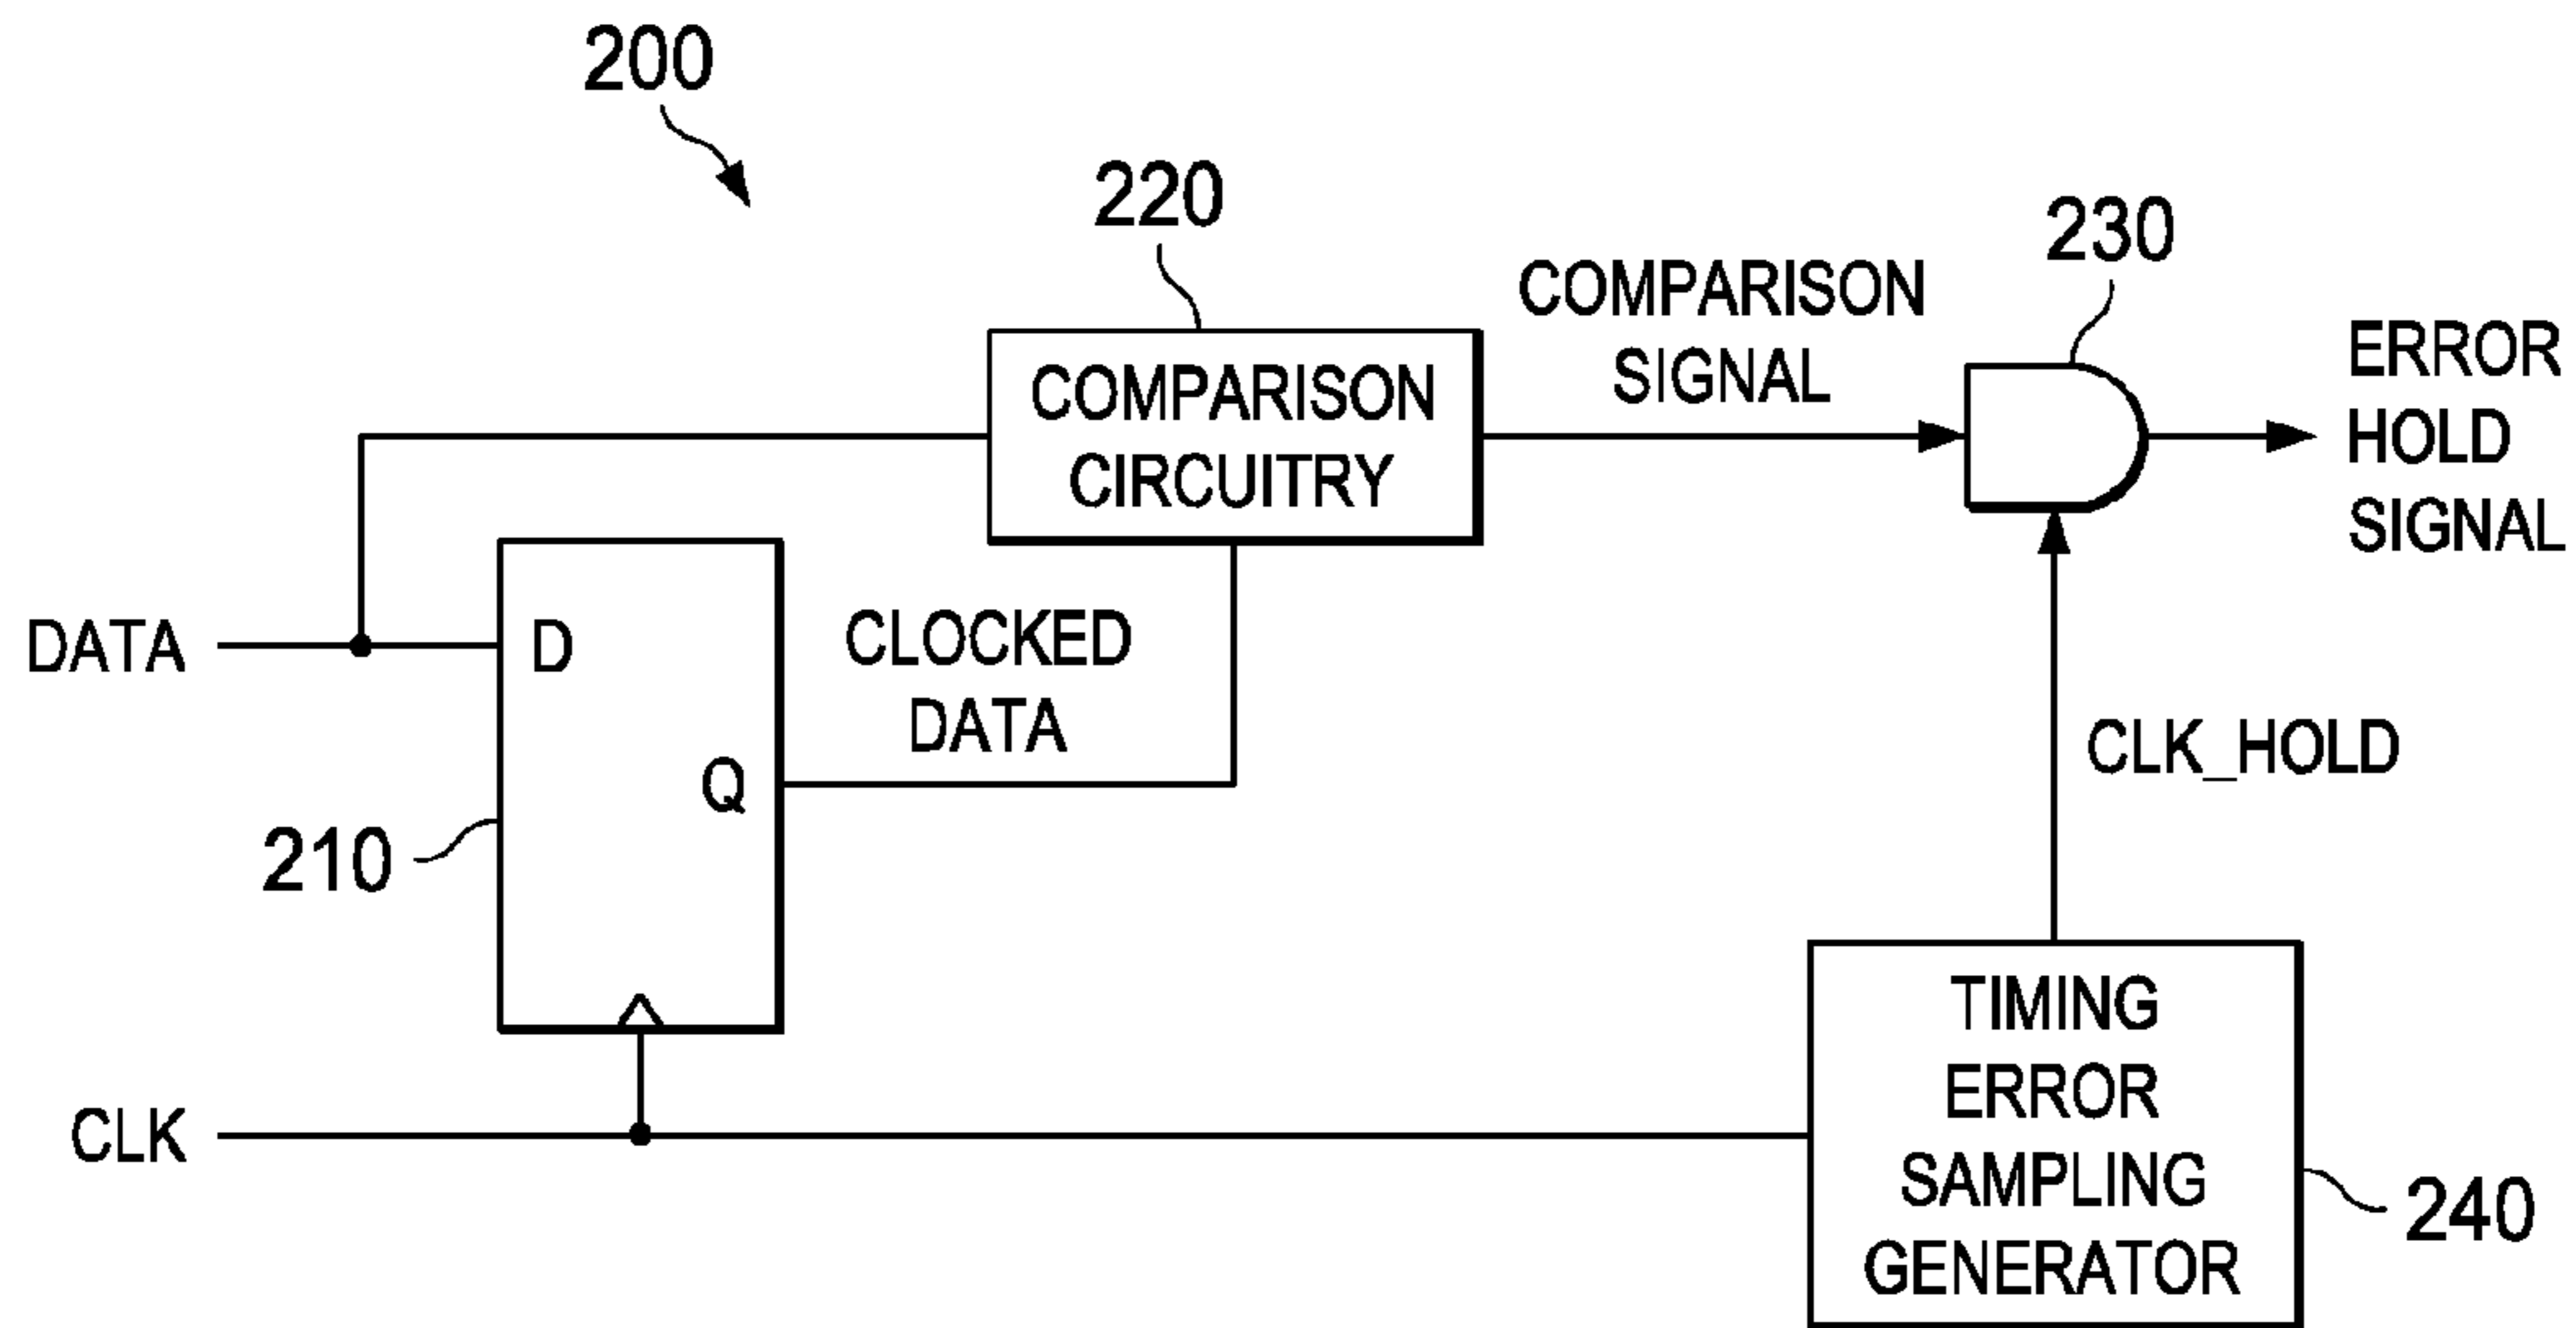 200
220
230
COMPARISON
SIGNAL
ERROR
HOLD
SIGNAL
COMPARISON
CIRCUITRY
DATA
D
CLOCKED
DATA
Q
210
CLK_HOLD
CLK
TIMING
ERROR
SAMPLING
GENERATOR
240